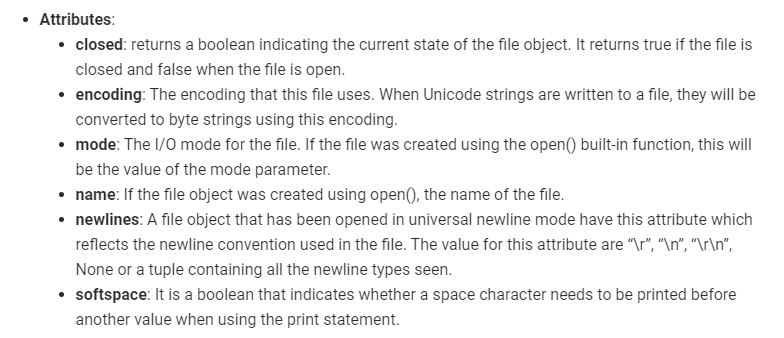 • Attributes:
• closed: returns a boolean indicating the current state of the file object. It returns true if the file is
closed and false when the file is open.
• encoding: The encoding that this file uses. When Unicode strings are written to a file, they will be
converted to byte strings using this encoding.
• mode: The I/O mode for the file. If the file was created using the open() built-in function, this will
be the value of the mode parameter.
• name: If the file object was created using open(), the name of the file.
• newlines: A file object that has been opened in universal newline mode have this attribute which
reflects the newline convention used in the file. The value for this attribute are “\r”, “\n”, “\r\n”,
None or a tuple containing all the newline types seen.
• softspace: It is a boolean that indicates whether a space character needs to be printed before
another value when using the print statement.